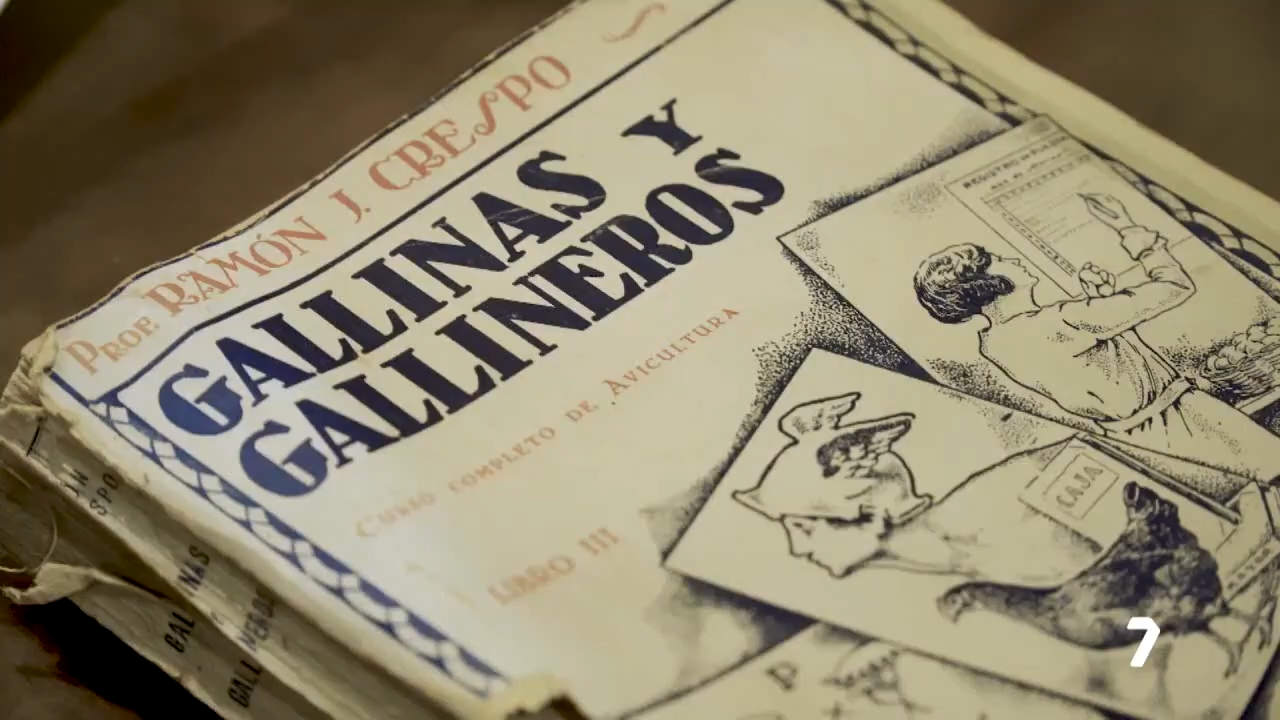 Prof. RAMÓN J. CRESPO
GALLINAS Y
GALLINEROS
CURSO COMPLETO DE AVICULTURA
LIBRO III
CAJA
7